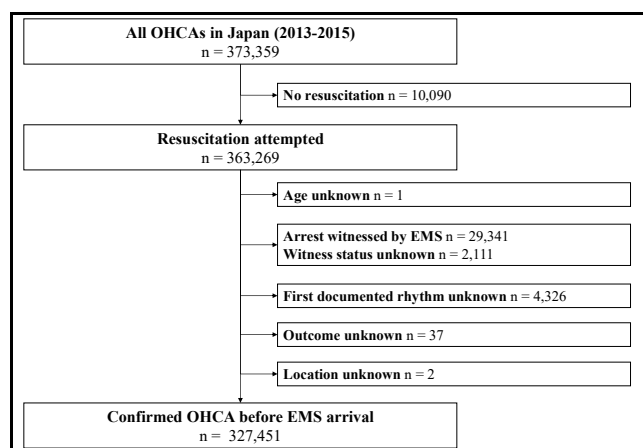 All OHCAs in Japan (2013-2015)
n = 373,359
No resuscitation n = 10,090
Resuscitation attempted
n = 363,269
Age unknown n = 1
Arrest witnessed by EMS n = 29,341
Witness status unknown n = 2,111
First documented rhythm unknown n = 4,326
Outcome unknown n = 37
Location unknown n = 2
Confirmed OHCA before EMS arrival
n = 327,451